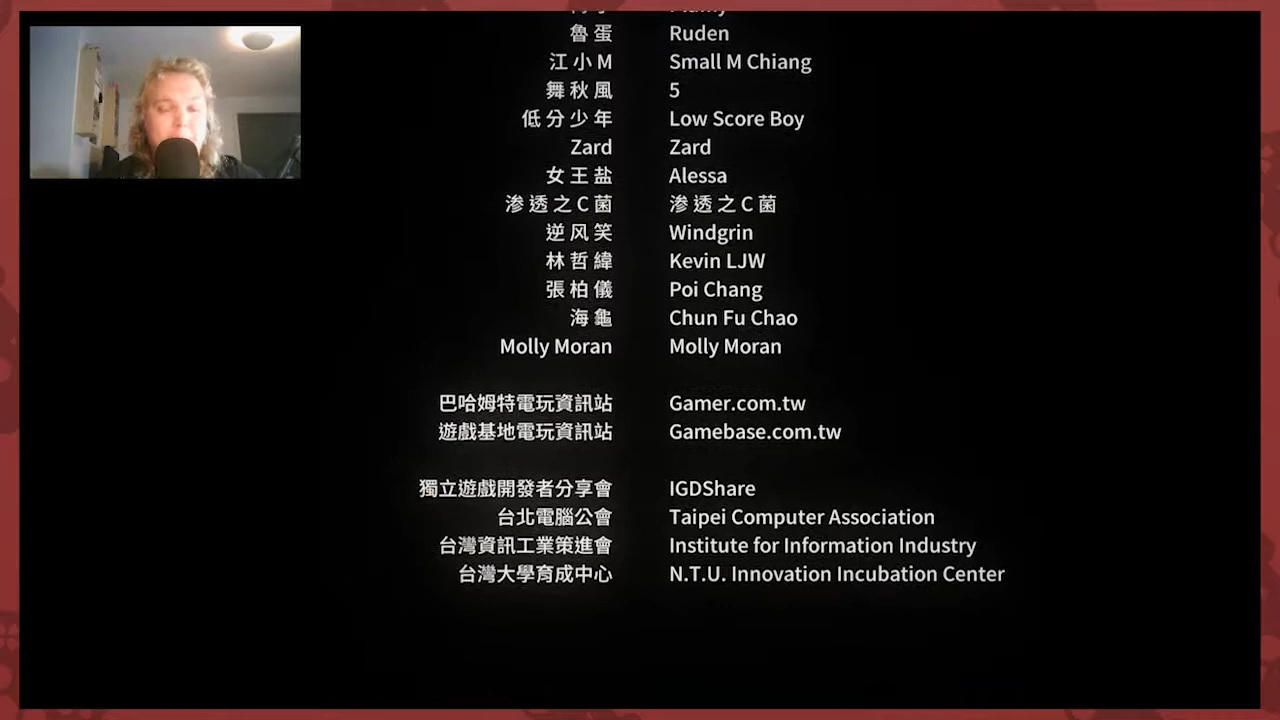 魯蛋 Ruden
江小M Small M Chiang
舞秋風 5
低分少年 Low Score Boy
Zard Zard
女王盐 Alessa
渗透之C菌 渗透之C菌
逆风笑 Windgrin
林哲緯 Kevin LJW
張柏儀 Poi Chang
海龜 Chun Fu Chao
Molly Moran Molly Moran
巴哈姆特電玩資訊站 Gamer.com.tw
遊戲基地電玩資訊站 Gamebase.com.tw
獨立遊戲開發者分享會 IGDShare
台北電腦公會 Taipei Computer Association
台灣資訊工業策進會 Institute for Information Industry
台灣大學育成中心 N.T.U. Innovation Incubation Center